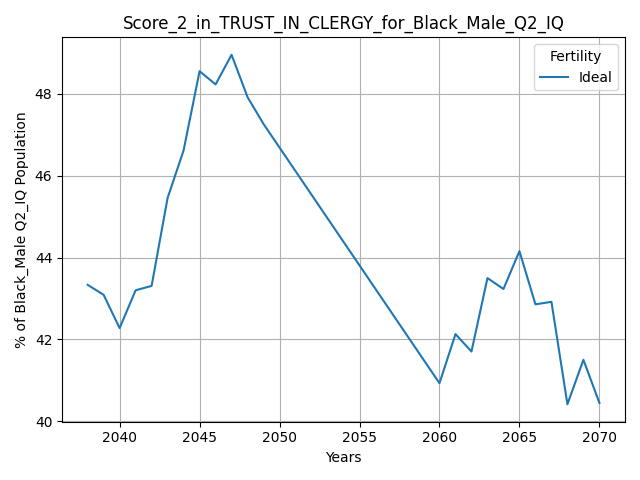 Score_2_in_TRUST_IN_CLERGY_for_Black_Male_Q2_IQ
Fertility
Ideal
% of Black_Male Q2_IQ Population
48
46
44
42
40
2040 2045 2050 2055 2060 2065 2070
Years